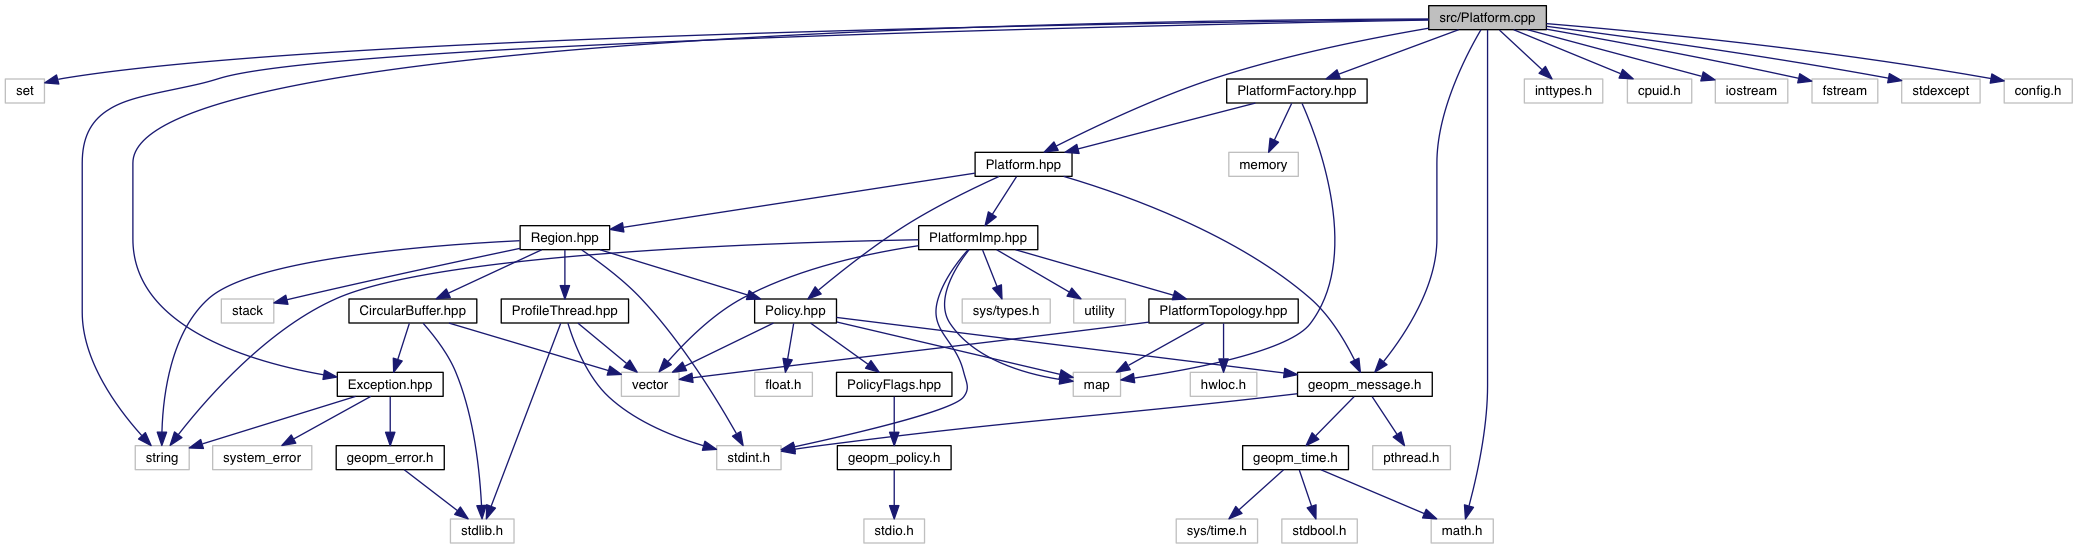 src/Platform.cpp
set
PlatformFactory.hpp
inttypes.h
cpuid.h
iostream
fstream
stdexcept
config.h
Platform.hpp
memory
Region.hpp
PlatformImp.hpp
stack
CircularBuffer.hpp
ProfileThread.hpp
Policy.hpp
sys/types.h
utility
PlatformTopology.hpp
Exception.hpp
vector
float.h
PolicyFlags.hpp
map
hwloc.h
geopm_message.h
string
system_error
geopm_error.h
stdint.h
geopm_policy.h
geopm_time.h
pthread.h
stdlib.h
stdio.h
sys/time.h
stdbool.h
math.h